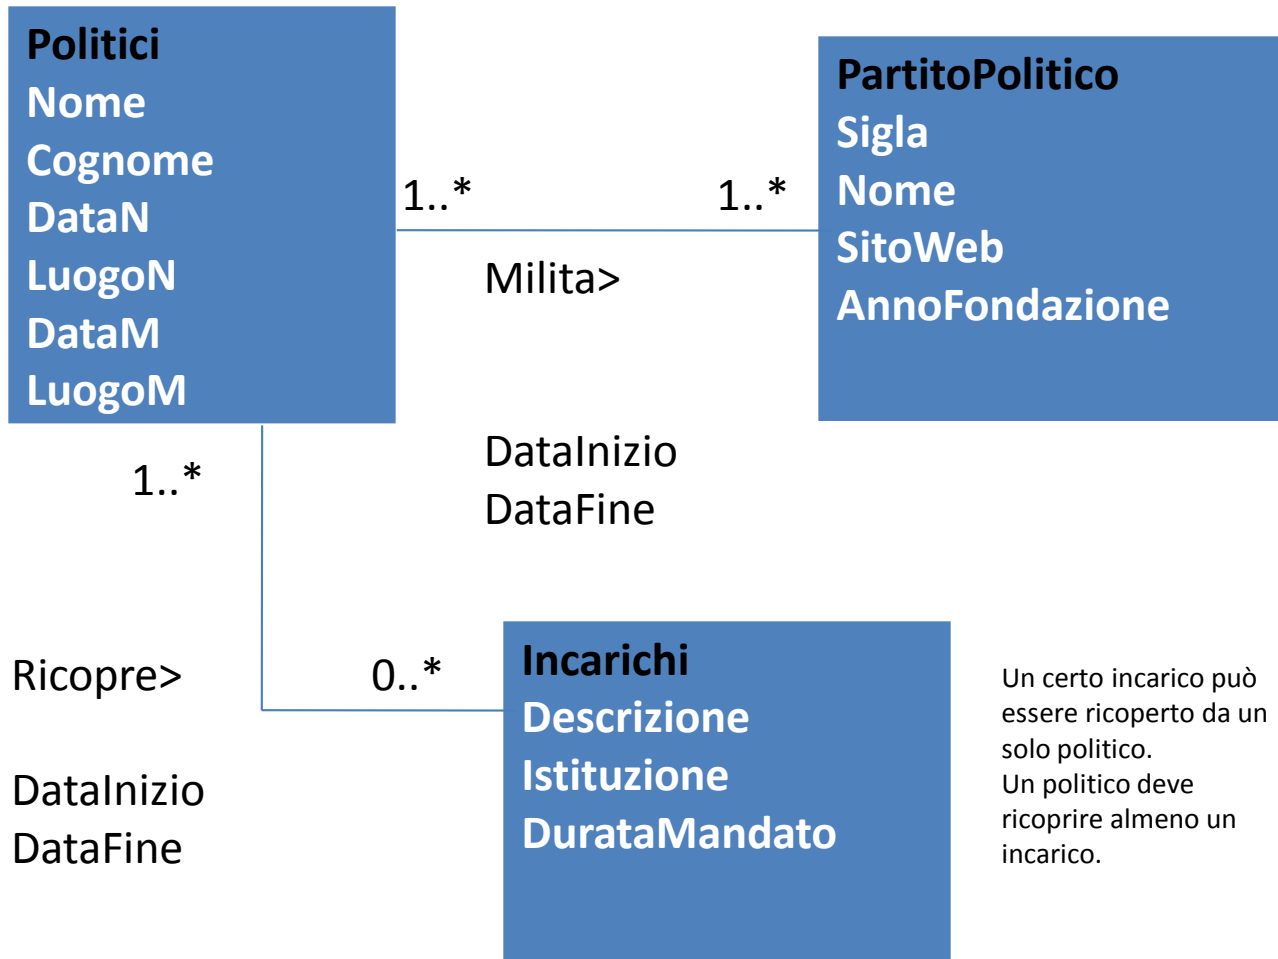 Politici
Nome
Cognome
DataN
LuogoN
DataM
LuogoM
1..*
1..*
Milita>
DataInizio
DataFine
PartitoPolitico
Sigla
Nome
SitoWeb
AnnoFondazione
1..*
Ricopre>
0..*
DataInizio
DataFine
Incarichi
Descrizione
Istituzione
DurataMandato
Un certo incarico può
essere ricoperto da un
solo politico.
Un politico deve
ricoprire almeno un
incarico.